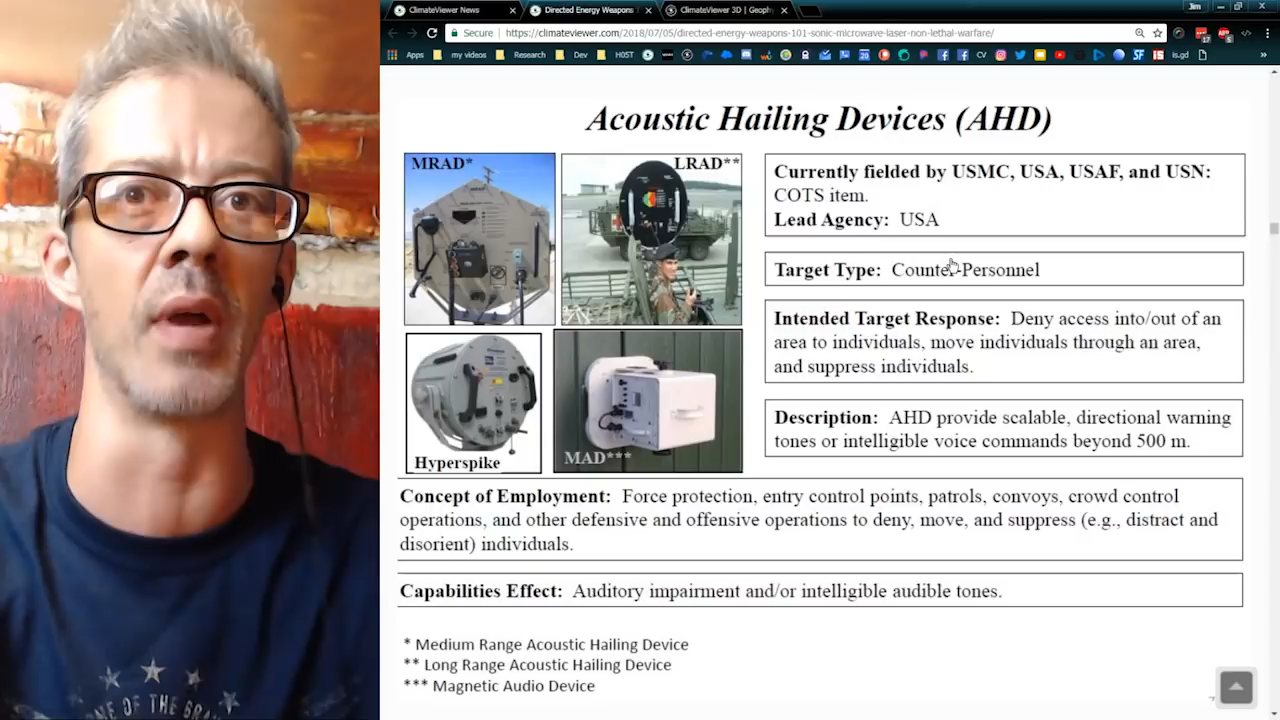 ClimateViewer News
Directed Energy Weapons
ClimateViewer 3D | Geoph
Jim
Secure
https://climateviewer.com/2018/07/05/directed-energy-weapons-101-sonic-microwave-laser-non-lethal-warfare/
Apps my videos Research Dev HOST CV is.gd
Acoustic Hailing Devices (AHD)
MRAD*
LRAD**
Hyperspike
MAD***
Currently fielded by USMC, USA, USAF, and USN:
COTS item.
Lead Agency: USA
Target Type: Counter-Personnel
Intended Target Response: Deny access into/out of an
area to individuals, move individuals through an area,
and suppress individuals.
Description: AHD provide scalable, directional warning
tones or intelligible voice commands beyond 500 m.
Concept of Employment: Force protection, entry control points, patrols, convoys, crowd control
operations, and other defensive and offensive operations to deny, move, and suppress (e.g., distract and
disorient) individuals.
Capabilities Effect: Auditory impairment and/or intelligible audible tones.
* Medium Range Acoustic Hailing Device
** Long Range Acoustic Hailing Device
*** Magnetic Audio Device
OF THE